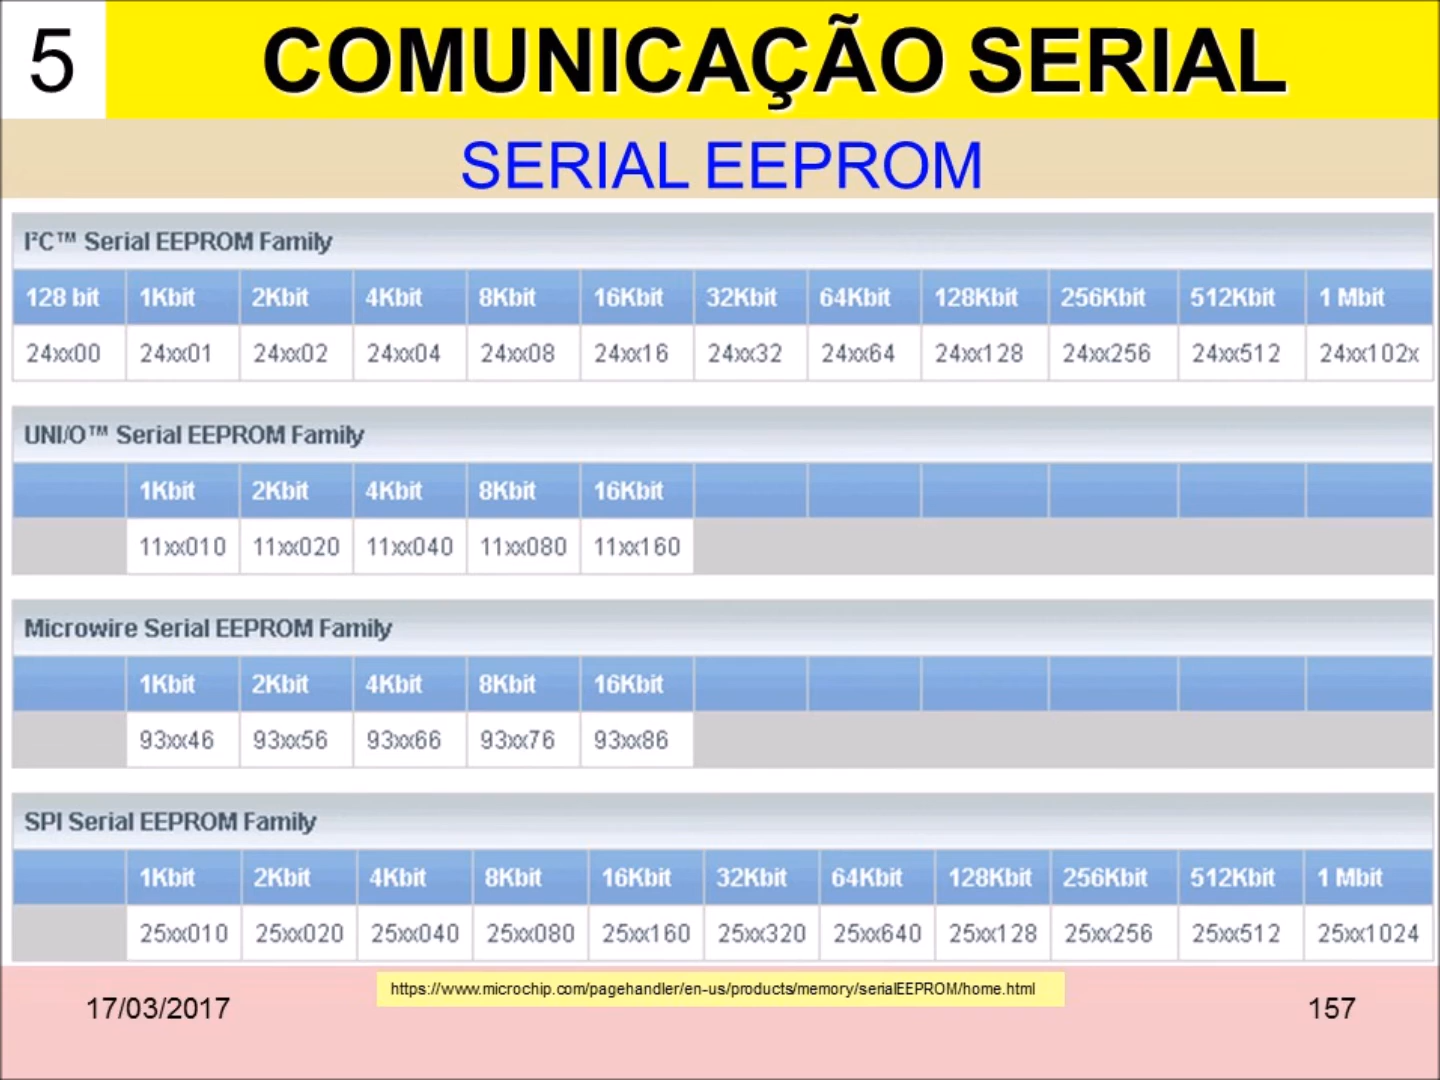 5
COMUNICAÇÃO SERIAL
SERIAL EEPROM
I²C™ Serial EEPROM Family
128 bit 1Kbit 2Kbit 4Kbit 8Kbit 16Kbit 32Kbit 64Kbit 128Kbit 256Kbit 512Kbit 1 Mbit
24xx00 24xx01 24xx02 24xx04 24xx08 24xx16 24xx32 24xx64 24xx128 24xx256 24xx512 24xx102x
UNI/O™ Serial EEPROM Family
1Kbit 2Kbit 4Kbit 8Kbit 16Kbit
11xx010 11xx020 11xx040 11xx080 11xx160
Microwire Serial EEPROM Family
1Kbit 2Kbit 4Kbit 8Kbit 16Kbit
93xx46 93xx56 93xx66 93xx76 93xx86
SPI Serial EEPROM Family
1Kbit 2Kbit 4Kbit 8Kbit 16Kbit 32Kbit 64Kbit 128Kbit 256Kbit 512Kbit 1 Mbit
25xx010 25xx020 25xx040 25xx080 25xx160 25xx320 25xx640 25xx128 25xx256 25xx512 25xx1024
https://www.microchip.com/pagehandler/en-us/products/memory/serialEEPROM/home.html
17/03/2017
157